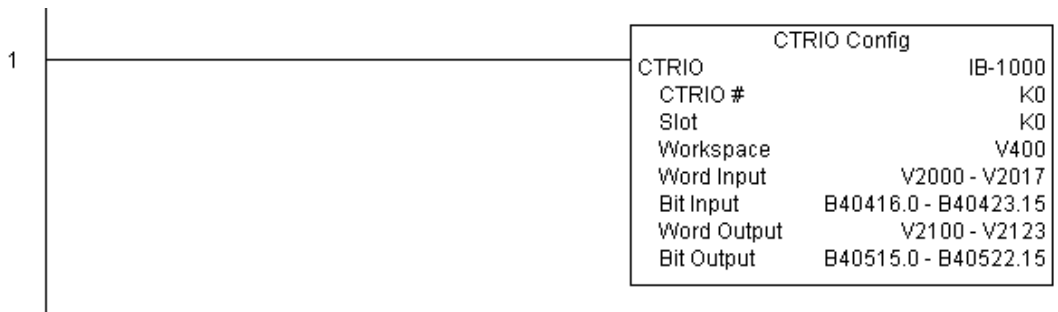 CTRIO Config
1
CTRIO IB-1000
CTRIO # K0
Slot K0
Workspace V400
Word Input V2000 - V2017
Bit Input B40416.0 - B40423.15
Word Output V2100 - V2123
Bit Output B40515.0 - B40522.15